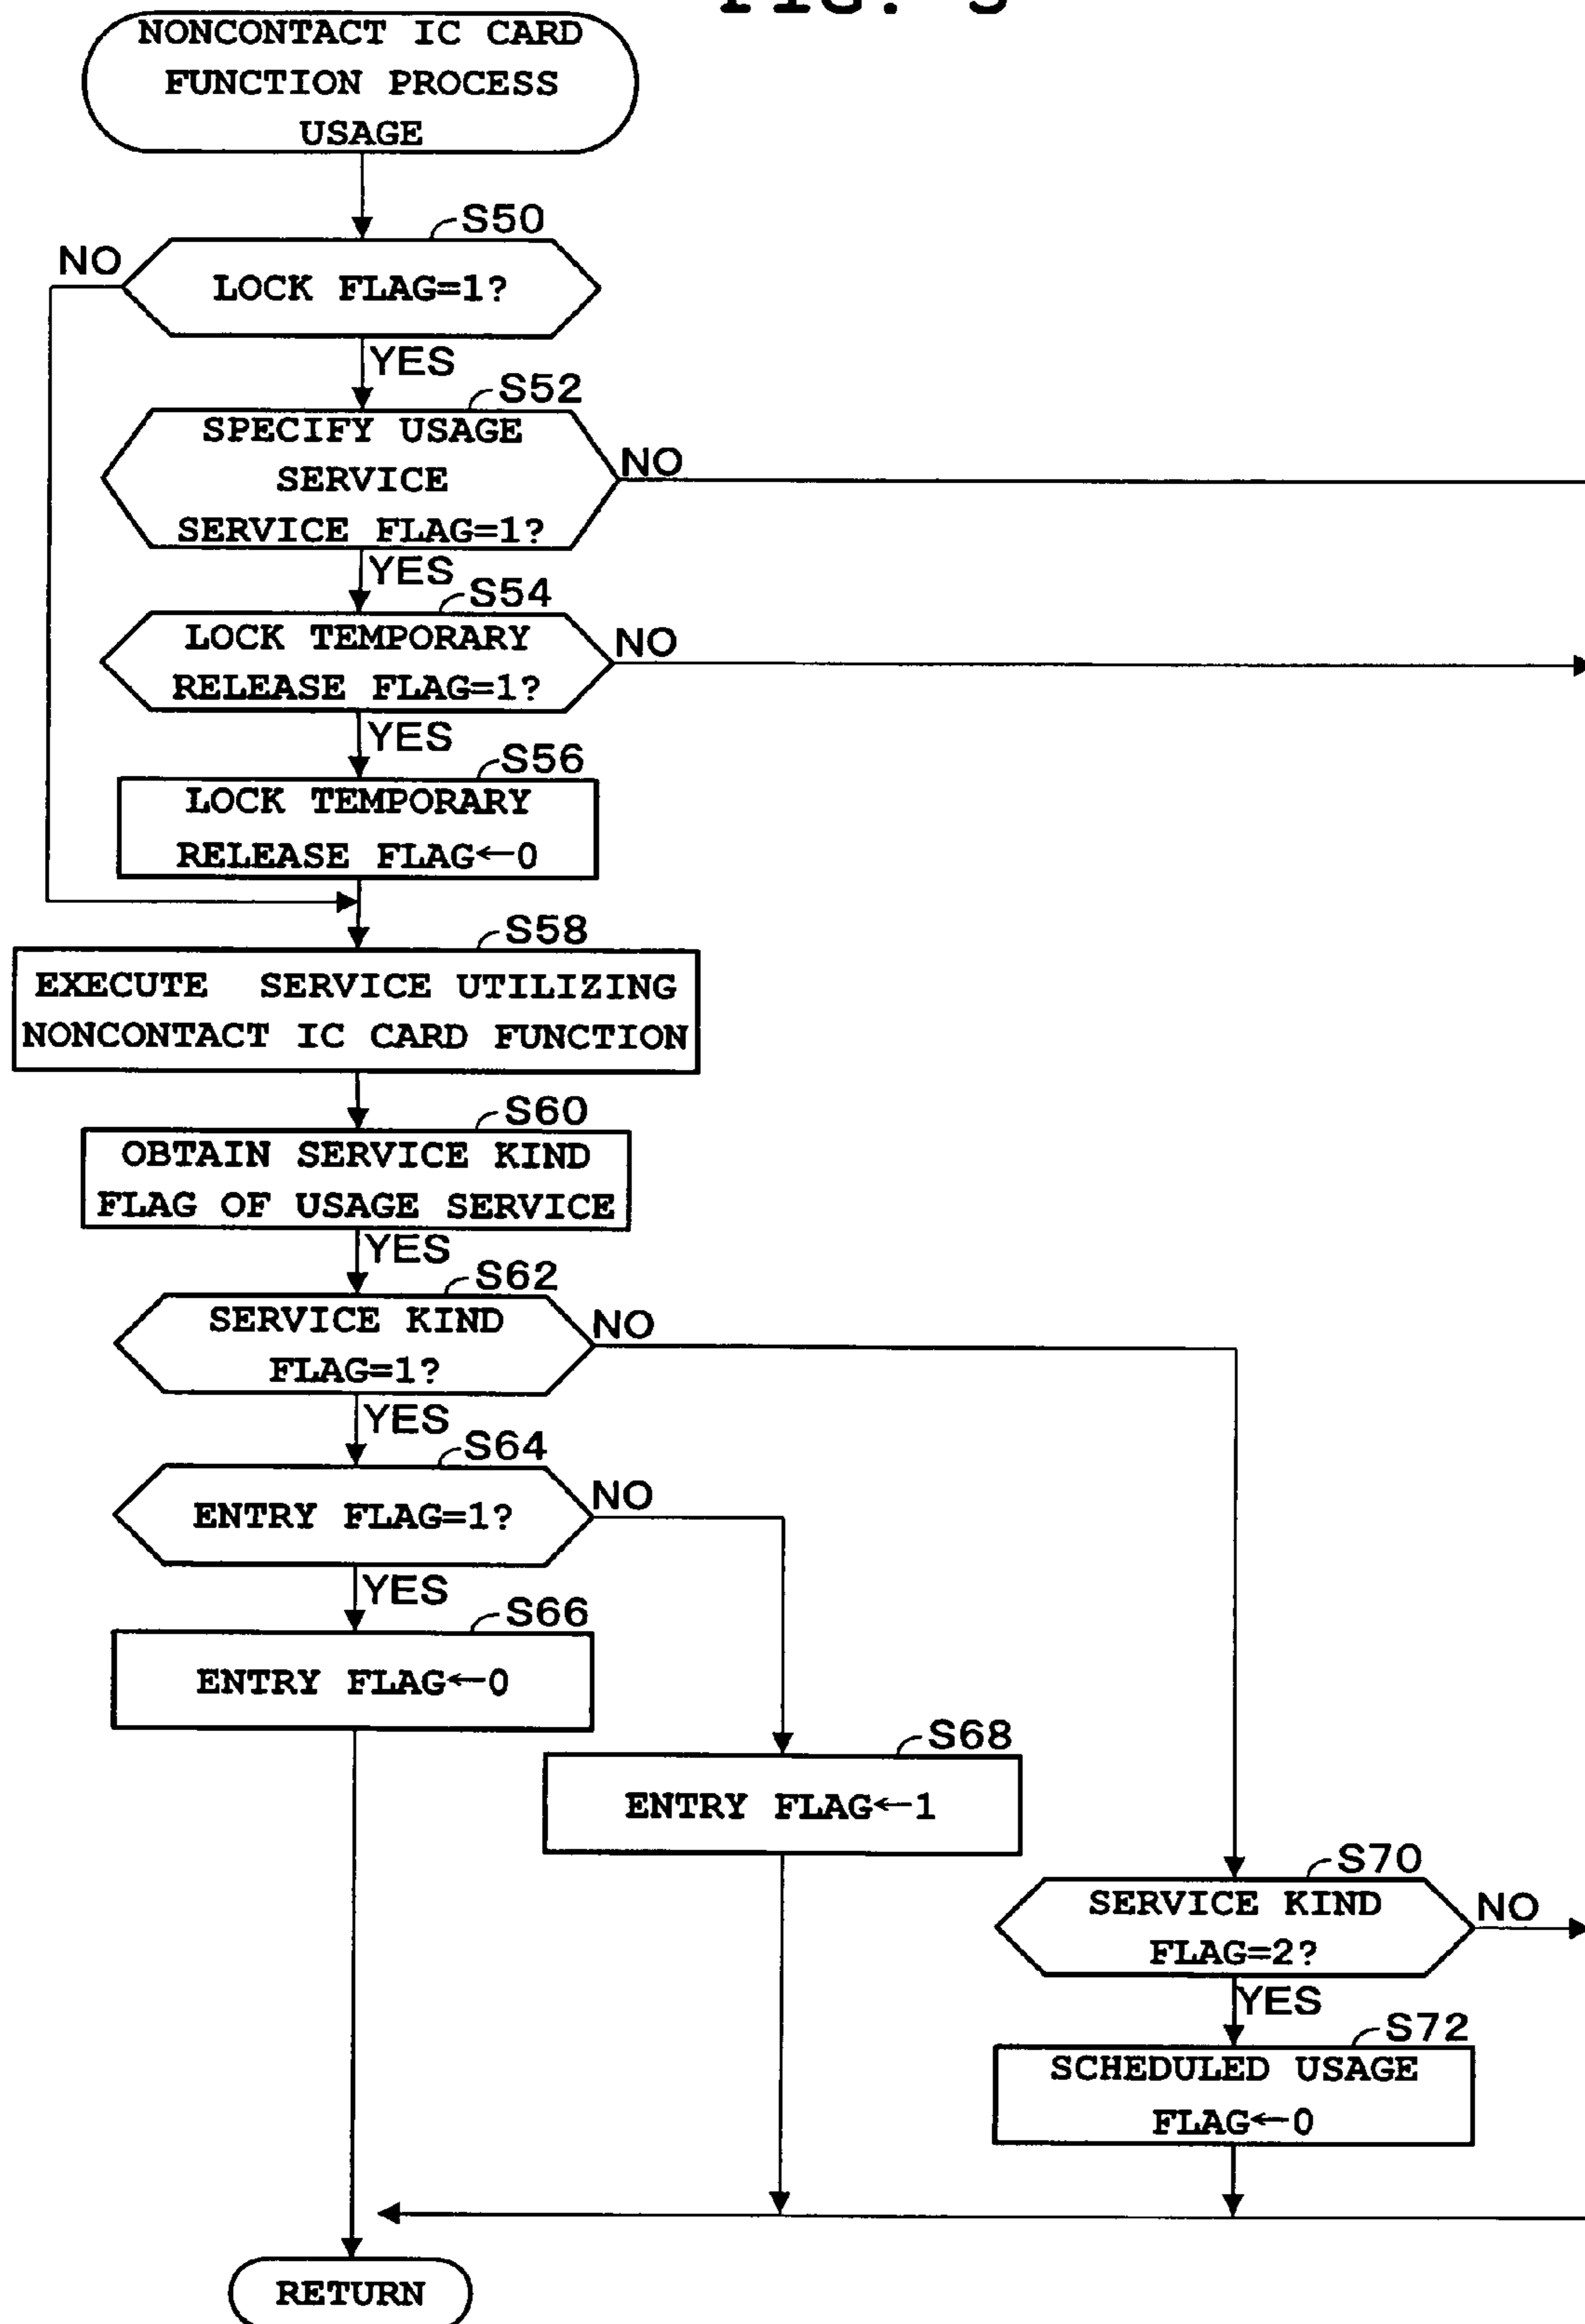 NONCONTACT IC CARD
FUNCTION PROCESS
USAGE
S50
NO
LOCK FLAG=1?
YES
S52
SPECIFY USAGE
SERVICE
SERVICE FLAG=1?
NO
YES
S54
LOCK TEMPORARY
RELEASE FLAG=1?
NO
YES
S56
LOCK TEMPORARY
RELEASE FLAG←0
S58
EXECUTE SERVICE UTILIZING
NONCONTACT IC CARD FUNCTION
S60
OBTAIN SERVICE KIND
FLAG OF USAGE SERVICE
YES
S62
SERVICE KIND
FLAG=1?
NO
YES
S64
ENTRY FLAG=1?
NO
YES
S66
ENTRY FLAG←0
S68
ENTRY FLAG←1
S70
SERVICE KIND
FLAG=2?
NO
YES
S72
SCHEDULED USAGE
FLAG←0
RETURN